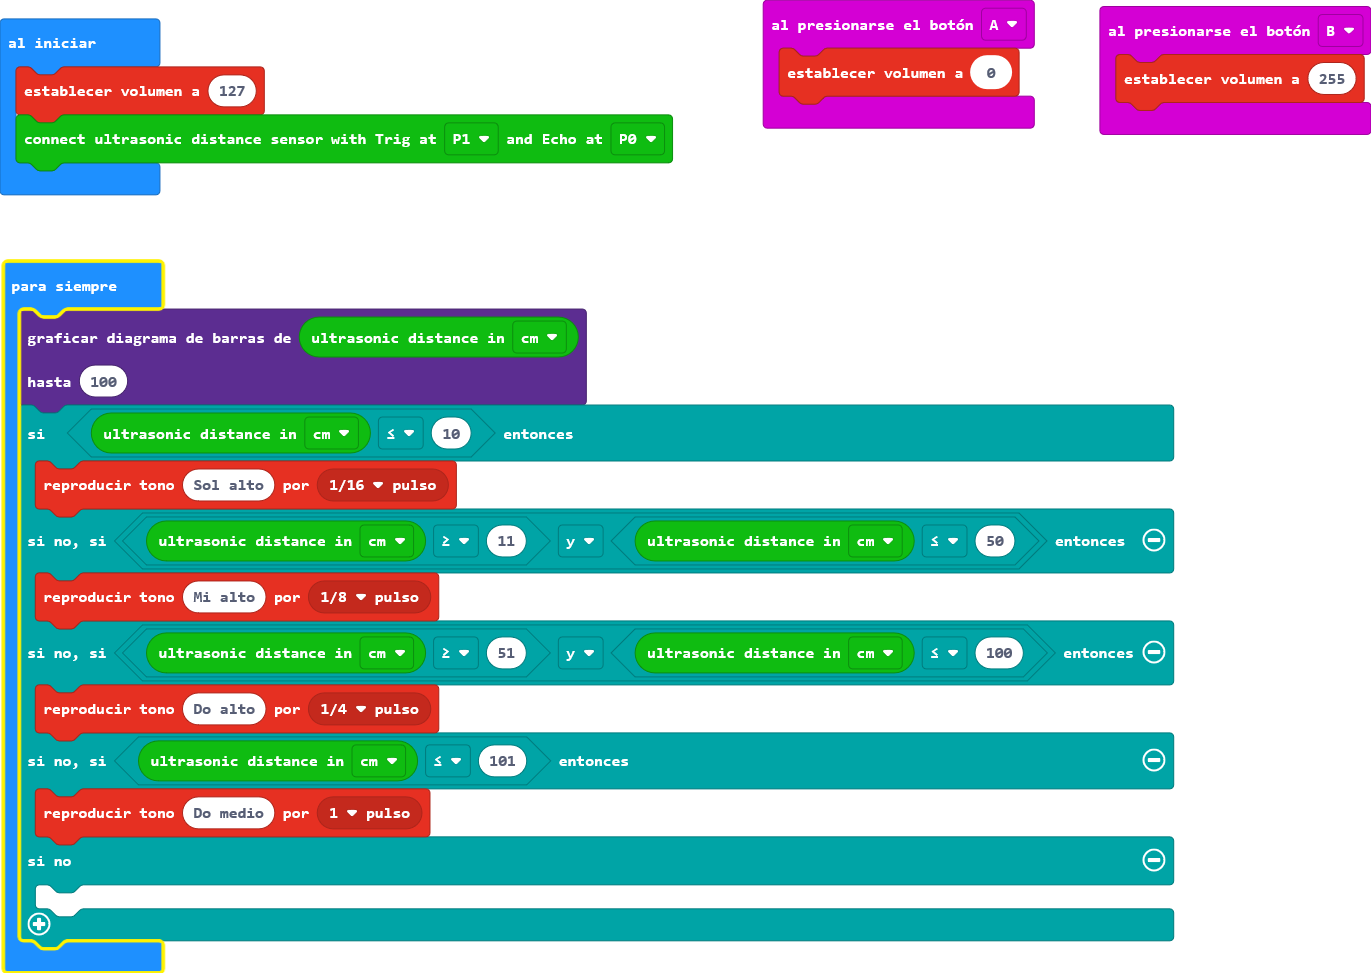 al iniciar
establecer volumen a 127
connect ultrasonic distance sensor with Trig at P1 and Echo at P0
al presionarse el botón A
establecer volumen a 0
al presionarse el botón B
establecer volumen a 255
para siempre
graficar diagrama de barras de ultrasonic distance in cm
hasta 100
si ultrasonic distance in cm ≤ 10 entonces
reproducir tono Sol alto por 1/16 pulso
si no, si ultrasonic distance in cm ≥ 11 y ultrasonic distance in cm ≤ 50 entonces
reproducir tono Mi alto por 1/8 pulso
si no, si ultrasonic distance in cm ≥ 51 y ultrasonic distance in cm ≤ 100 entonces
reproducir tono Do alto por 1/4 pulso
si no, si ultrasonic distance in cm ≤ 101 entonces
reproducir tono Do medio por 1 pulso
si no